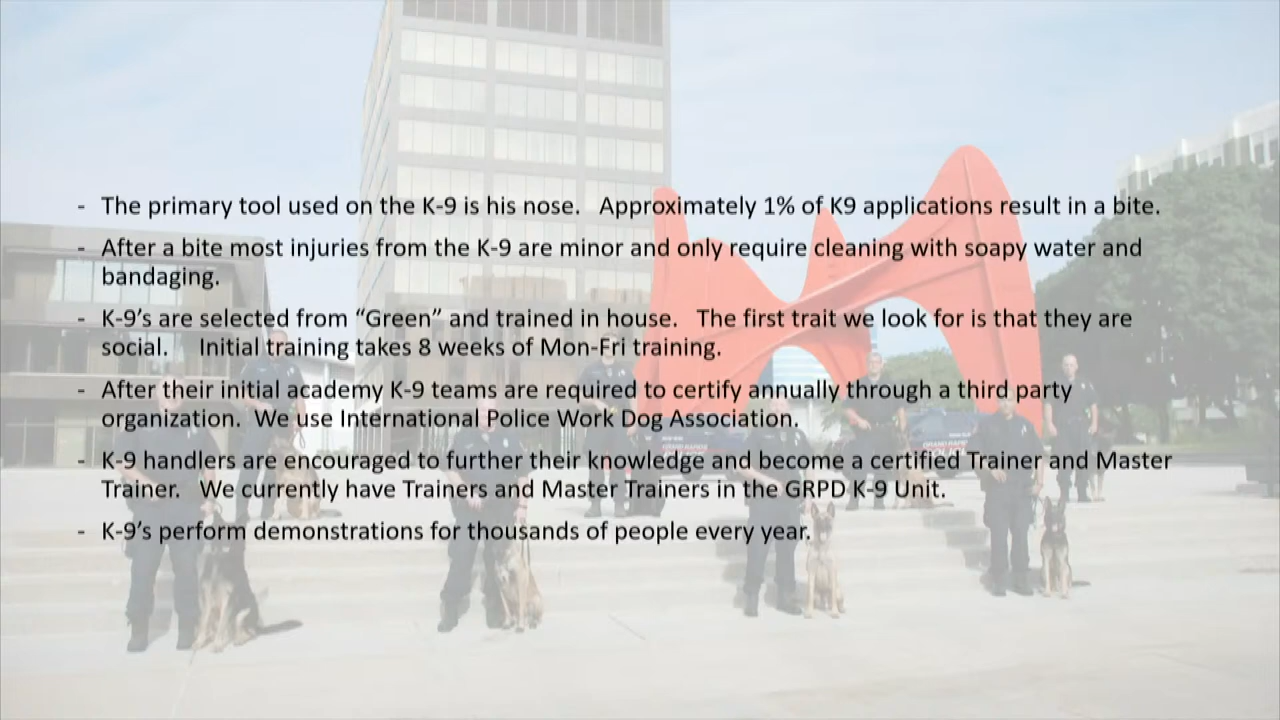 - The primary tool used on the K-9 is his nose.   Approximately 1% of K9 applications result in a bite.
- After a bite most injuries from the K-9 are minor and only require cleaning with soapy water and
bandaging.
- K-9’s are selected from “Green” and trained in house.   The first trait we look for is that they are
social.     Initial training takes 8 weeks of Mon-Fri training.
- After their initial academy K-9 teams are required to certify annually through a third party
organization.  We use International Police Work Dog Association.
- K-9 handlers are encouraged to further their knowledge and become a certified Trainer and Master
Trainer.   We currently have Trainers and Master Trainers in the GRPD K-9 Unit.
- K-9’s perform demonstrations for thousands of people every year.